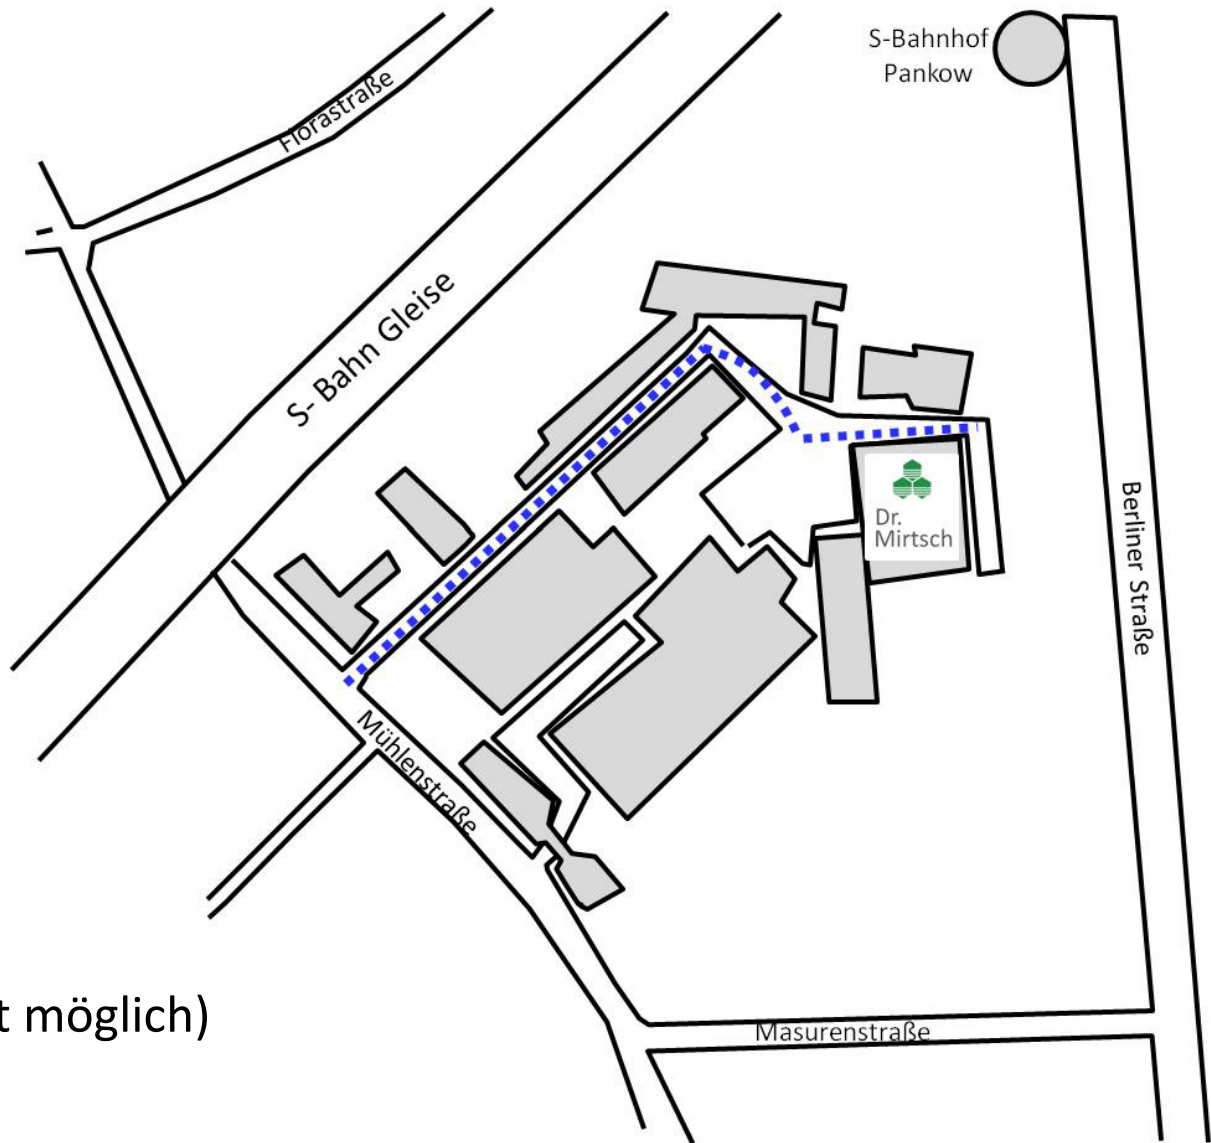 S-Bahnhof
Pankow
Florastraße
S- Bahn Gleise
Dr.
Mirtsch
Berliner Straße
Mühlenstraße
t möglich)
Masurenstraße